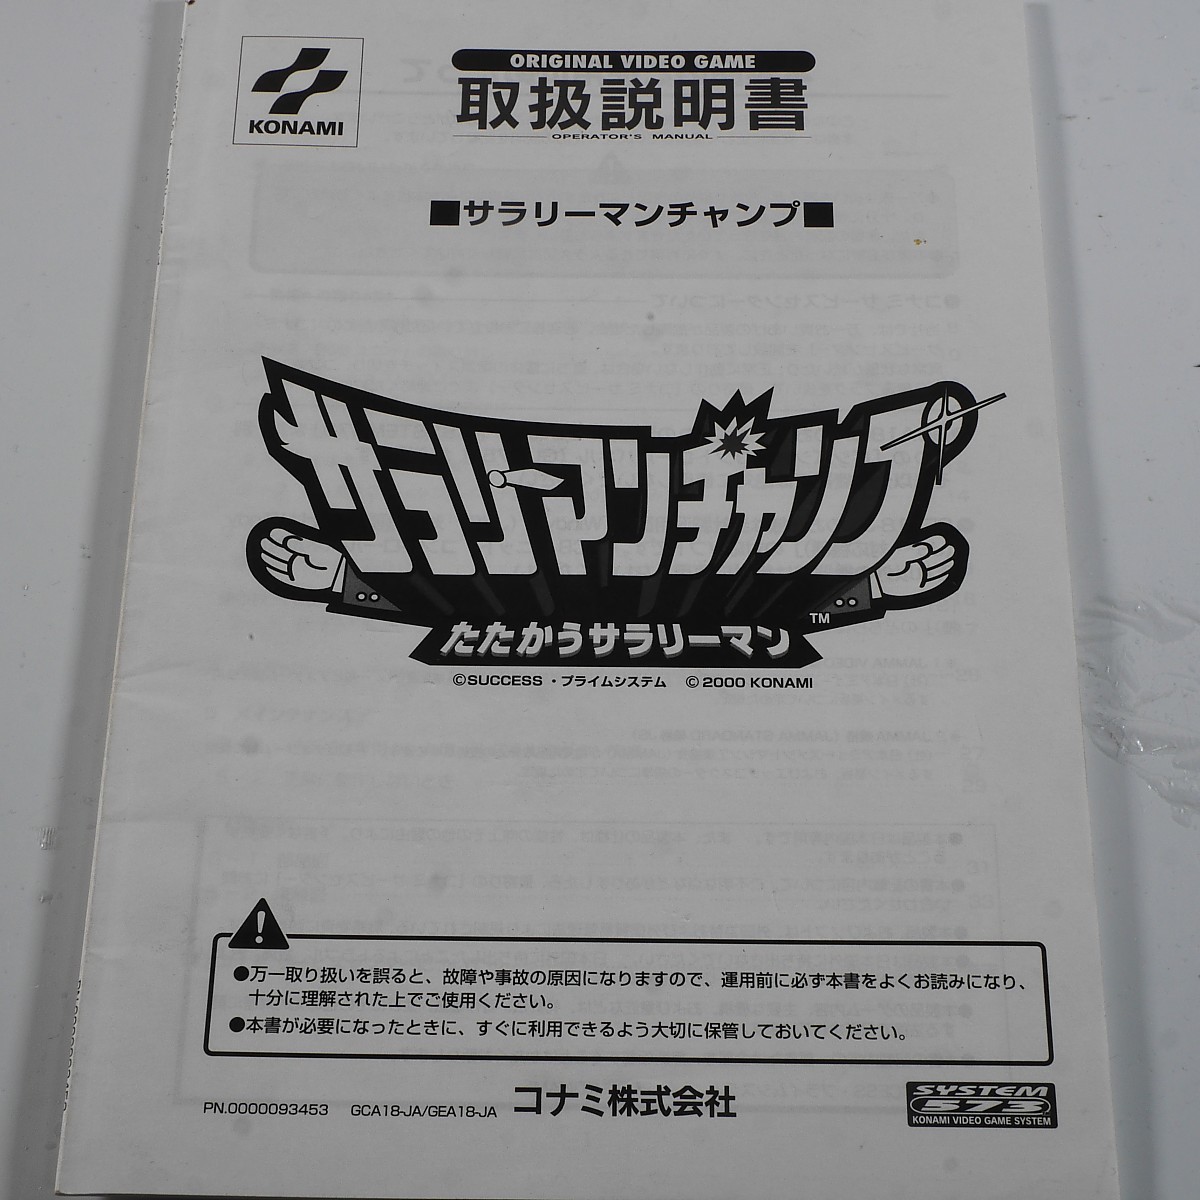 KONAMI
ORIGINAL VIDEO GAME
取扱説明書
OPERATOR'S MANUAL
■サラリーマンチャンプ■
サラリーマンチャンプ
たたかうサラリーマン
TM
©SUCCESS・プライムシステム ©2000 KONAMI
●万一取り扱いを誤ると、故障や事故の原因になりますので、運用前に必ず本書をよくお読みになり、
十分に理解された上でご使用ください。
●本書が必要になったときに、すぐに利用できるよう大切に保管しておいてください。
PN.0000093453 GCA18-JA/GEA18-JA コナミ株式会社
SYSTEM
573
KONAMI VIDEO GAME SYSTEM